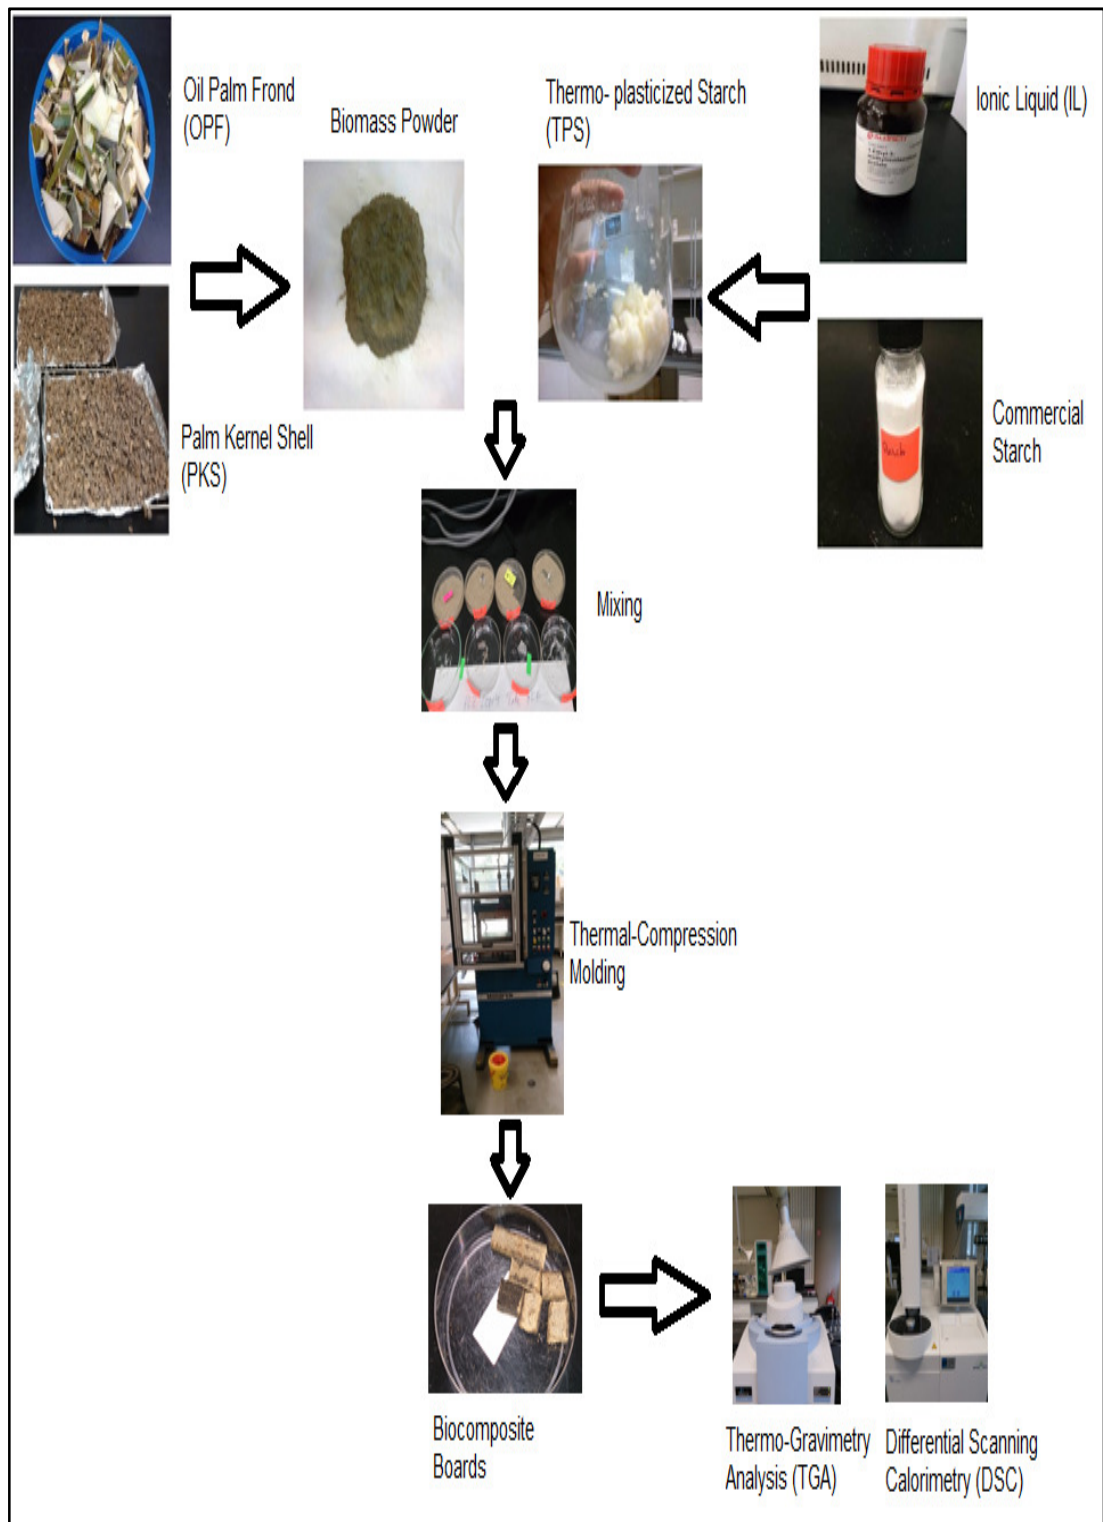 Oil Palm Frond
(OPF)
Biomass Powder
Thermo- plasticized Starch
(TPS)
Ionic Liquid (IL)
Palm Kernel Shell
(PKS)
Commercial
Starch
Mixing
Thermal-Compression
Molding
Biocomposite
Boards
Thermo-Gravimetry
Analysis (TGA)
Differential Scanning
Calorimetry (DSC)